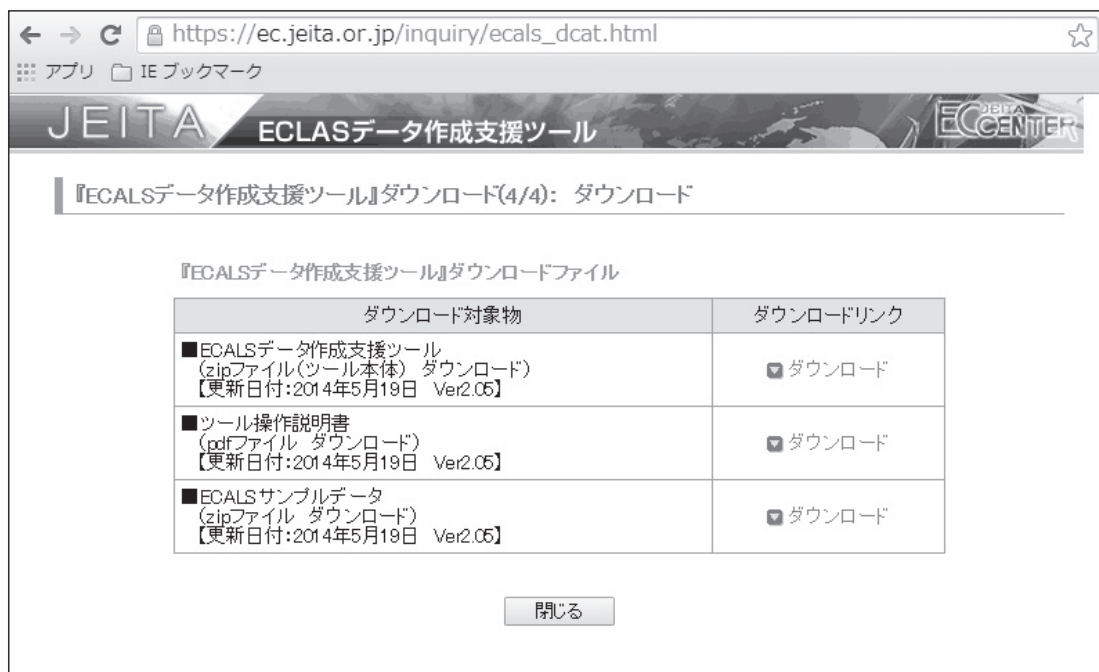 https://ec.jeita.or.jp/inquiry/ecals_dcat.html
アプリ IE ブックマーク
JEITA ECLASデータ作成支援ツール JEITA ECCENTER
『ECALSデータ作成支援ツール』ダウンロード(4/4): ダウンロード
『ECALSデータ作成支援ツール』ダウンロードファイル
ダウンロード対象物 ダウンロードリンク
■ECALSデータ作成支援ツール
(zipファイル(ツール本体) ダウンロード)
【更新日付:2014年5月19日 Ver2.05】
ダウンロード
■ツール操作説明書
(pdfファイル ダウンロード)
【更新日付:2014年5月19日 Ver2.05】
ダウンロード
■ECALSサンプルデータ
(zipファイル ダウンロード)
【更新日付:2014年5月19日 Ver2.05】
ダウンロード
閉じる